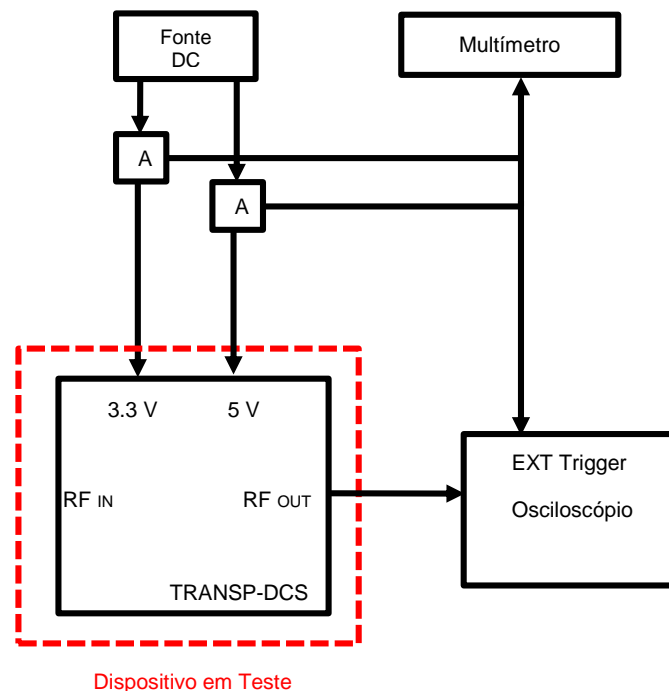 Fonte
DC
Multímetro
A
A
3.3 V
5 V
EXT Trigger
RF IN
RF OUT
Osciloscópio
TRANSP-DCS
Dispositivo em Teste